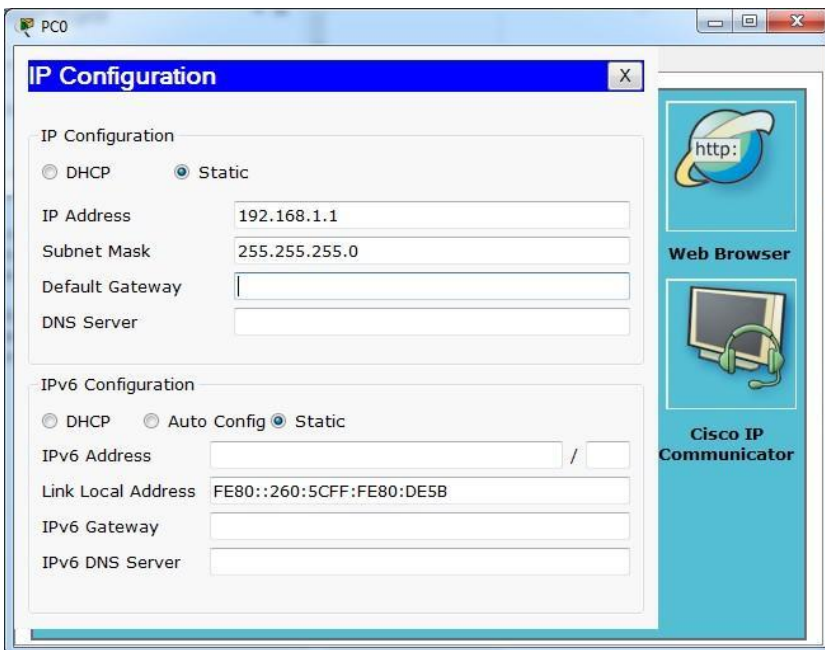 PC0
IP Configuration
X
IP Configuration
DHCP
Static
IP Address
192.168.1.1
Subnet Mask
255.255.255.0
Default Gateway
DNS Server
IPv6 Configuration
DHCP
Auto Config
Static
IPv6 Address
/
Link Local Address
FE80::260:5CFF:FE80:DE5B
IPv6 Gateway
IPv6 DNS Server
http:
Web Browser
Cisco IP
Communicator